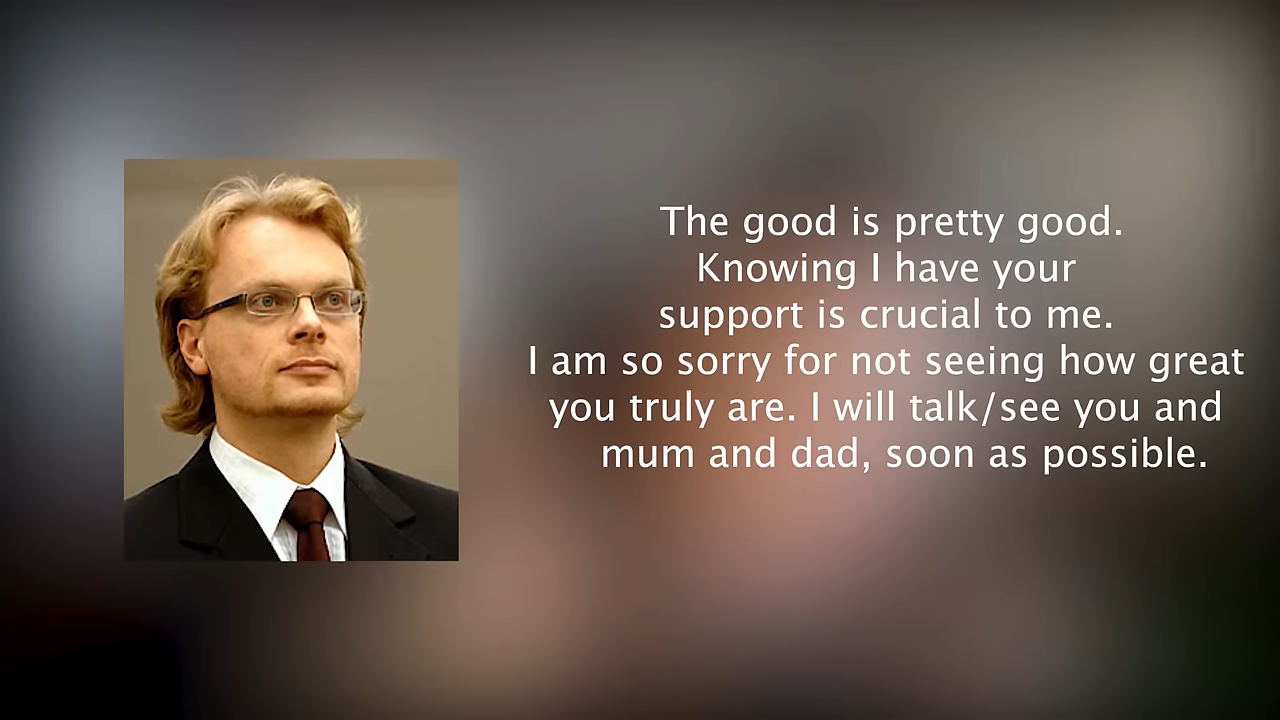 The good is pretty good.
Knowing I have your
support is crucial to me.
I am so sorry for not seeing how great
you truly are. I will talk/see you and
mum and dad, soon as possible.